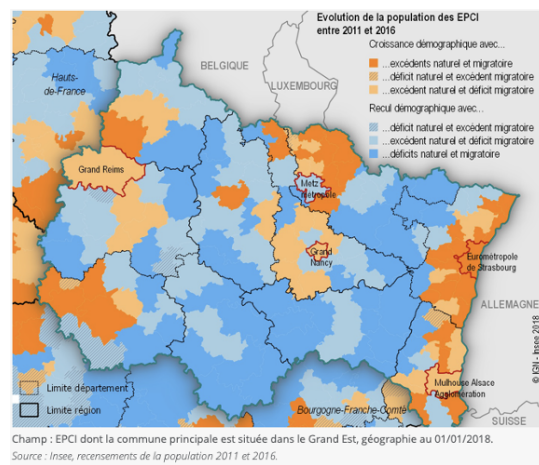 Evolution de la population des EPCI
entre 2011 et 2016
Croissance démographique avec...
...excédents naturel et migratoire
...déficit naturel et excédent migratoire
...excédent naturel et déficit migratoire
Recul démographique avec...
...déficit naturel et excédent migratoire
...excédent naturel et déficit migratoire
...déficits naturel et migratoire
BELGIQUE
LUXEMBOURG
Hauts-
de-France
Grand Reims
Metz
Métropole
Grand
Nancy
Eurométropole
de Strasbourg
ALLEMAGNE
© IGN - Insee 2018
Mulhouse Alsace
Agglomération
Limite département
Limite région
Bourgogne-Franche-Comté
SUISSE
Champ : EPCI dont la commune principale est située dans le Grand Est, géographie au 01/01/2018.
Source : Insee, recensements de la population 2011 et 2016.